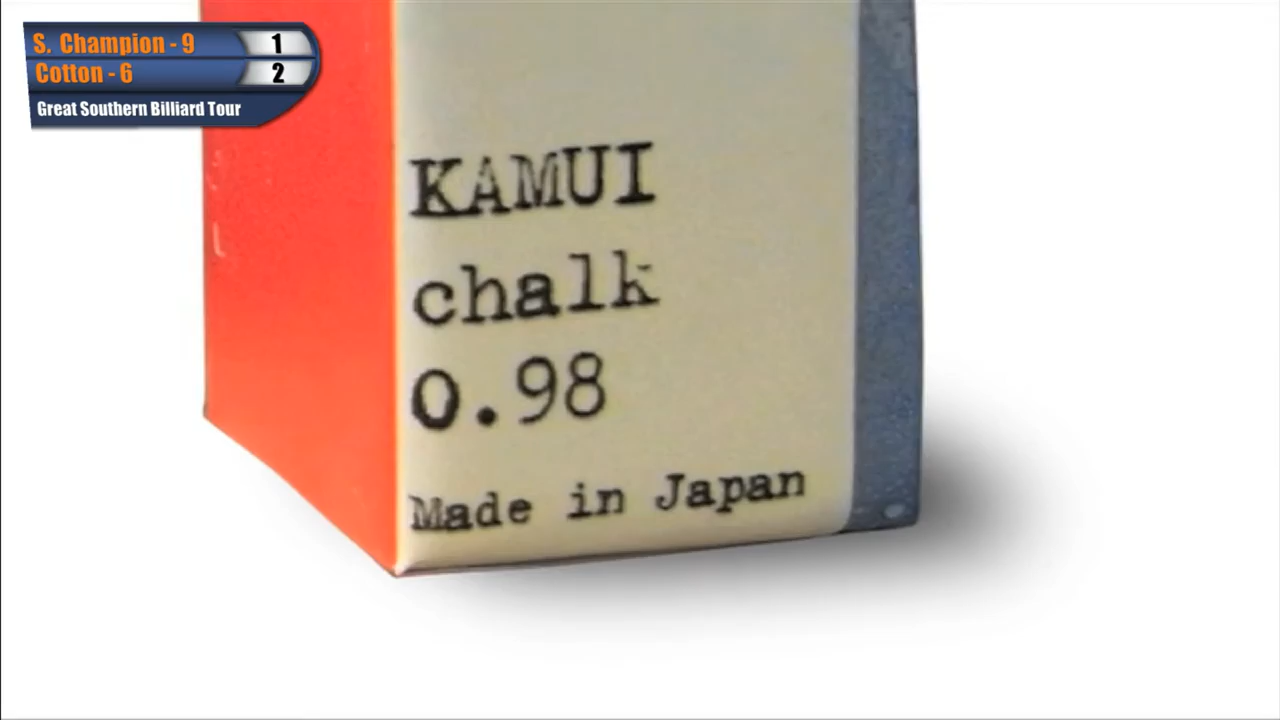 S. Champion - 9 1
Cotton - 6 2
Great Southern Billiard Tour
KAMUI
chalk
0.98
Made in Japan